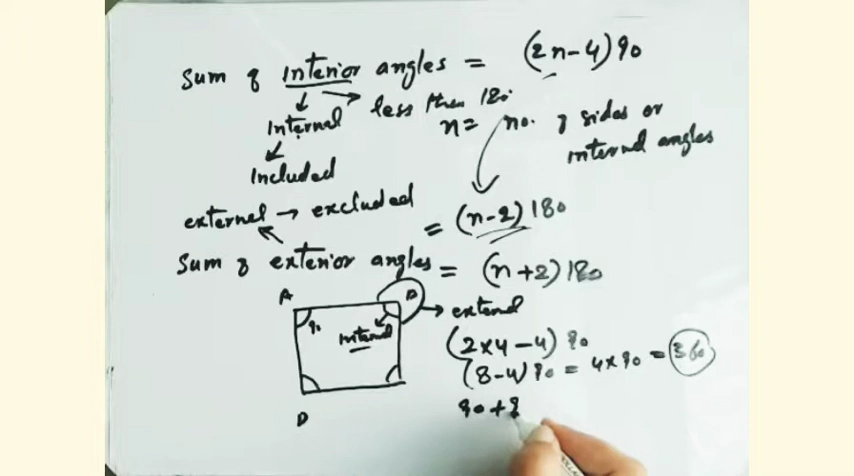 Sum of interior angles = (2n-4)90
less then 180°
Internal
n = no. of sides or
internal angles
Included
external → excluded
= (n-2)180
Sum of exterior angles = (n+2)180
A
external
90
internal
(2×4-4)90
(8-4)90 = 4×90 = 360
90+9
D